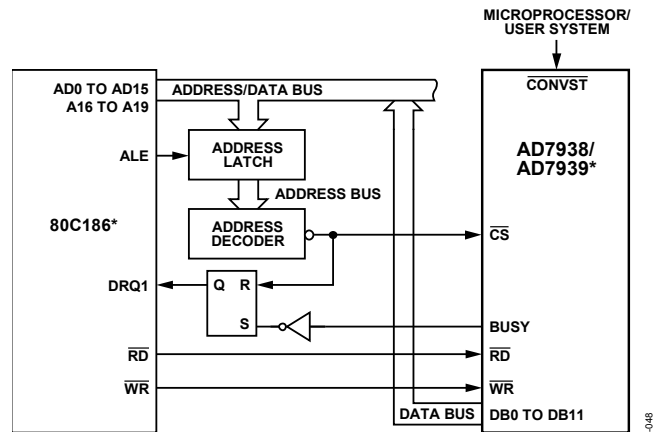 MICROPROCESSOR/
USER SYSTEM
AD0 TO AD15
A16 TO A19
ADDRESS/DATA BUS
CONVST
ALE
ADDRESS
LATCH
AD7938/
AD7939*
ADDRESS BUS
80C186*
ADDRESS
DECODER
CS
DRQ1
Q R
S
BUSY
RD
RD
WR
WR
DATA BUS
DB0 TO DB11
-048